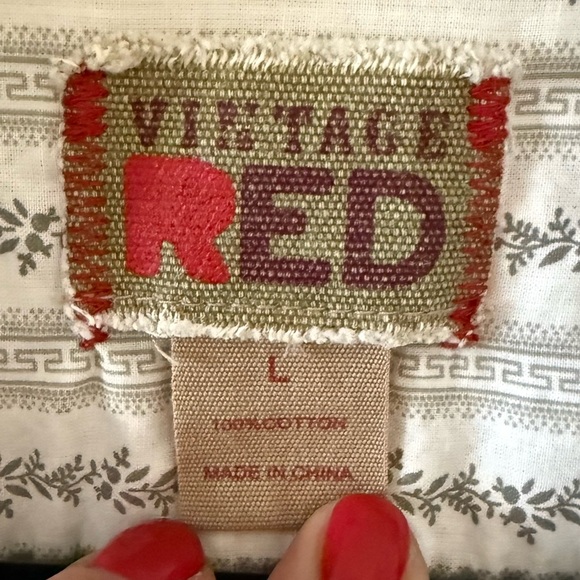 VINTAGE
RED
L
100% COTTON
MADE IN CHINA